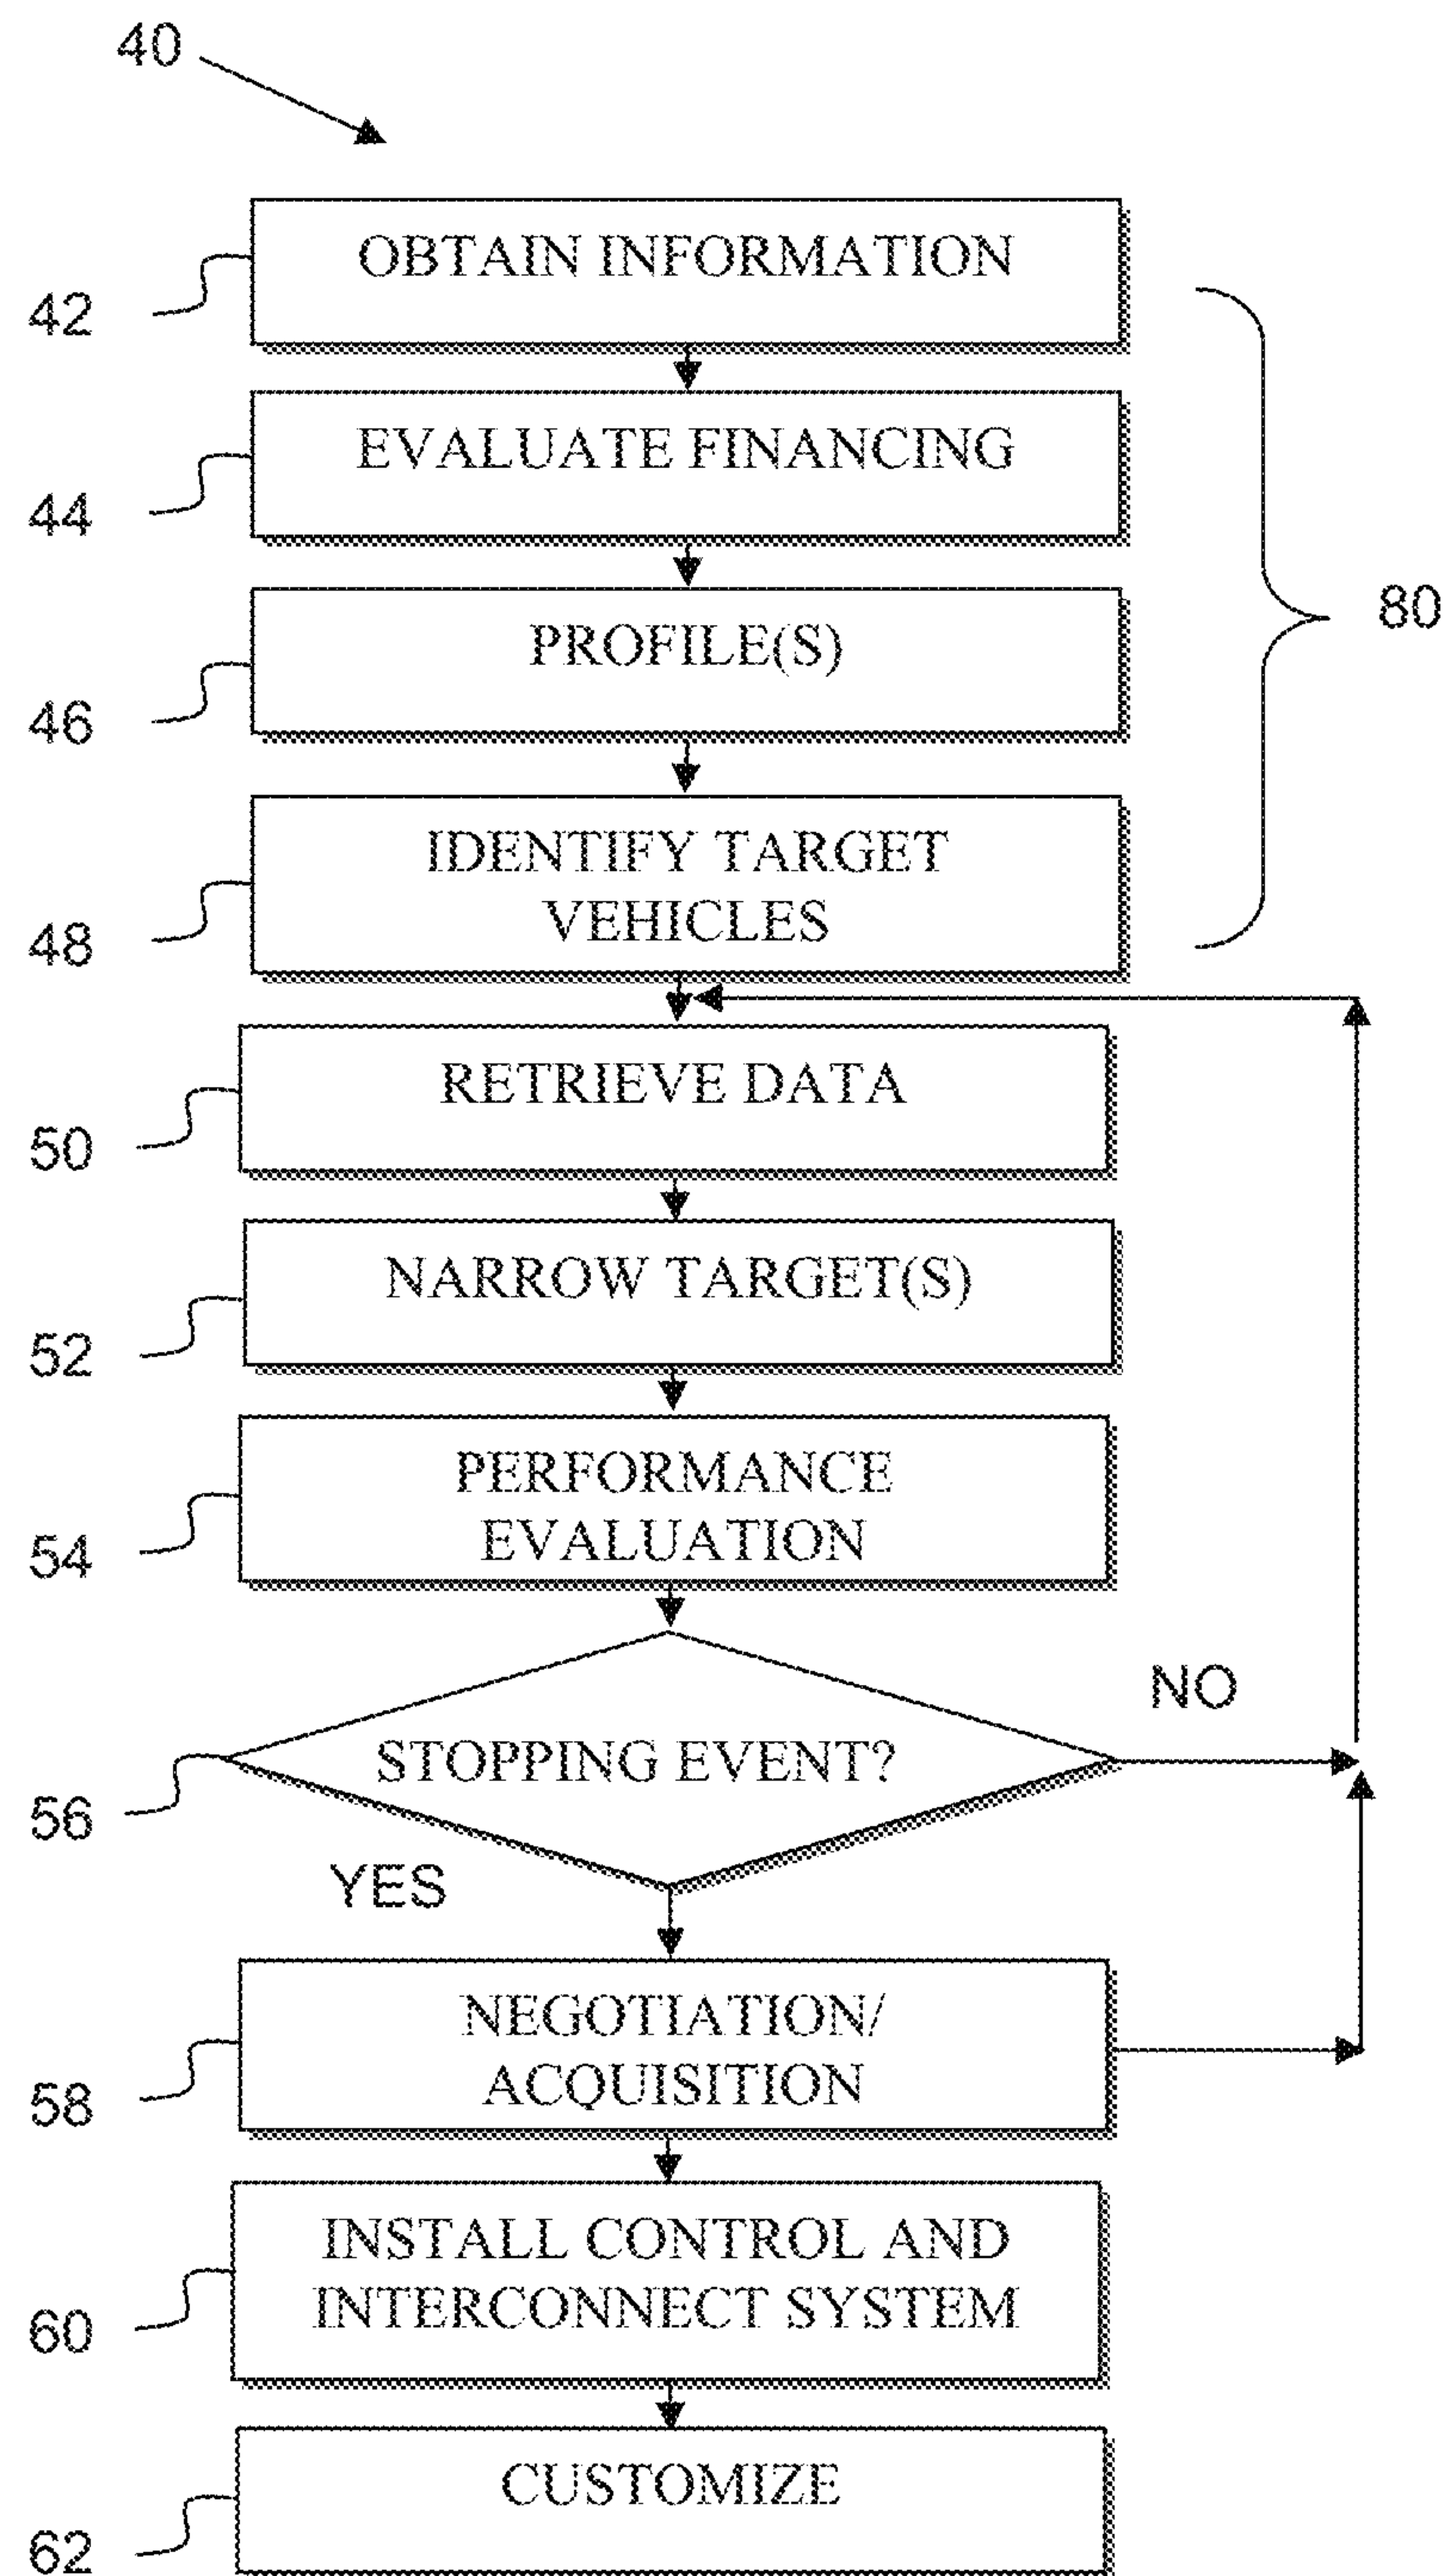 40
OBTAIN INFORMATION
42
EVALUATE FINANCING
44
PROFILE(S)
80
46
IDENTIFY TARGET
VEHICLES
48
RETRIEVE DATA
50
NARROW TARGET(S)
52
PERFORMANCE
EVALUATION
54
NO
STOPPING EVENT?
56
YES
NEGOTIATION/
ACQUISITION
58
INSTALL CONTROL AND
INTERCONNECT SYSTEM
60
CUSTOMIZE
62